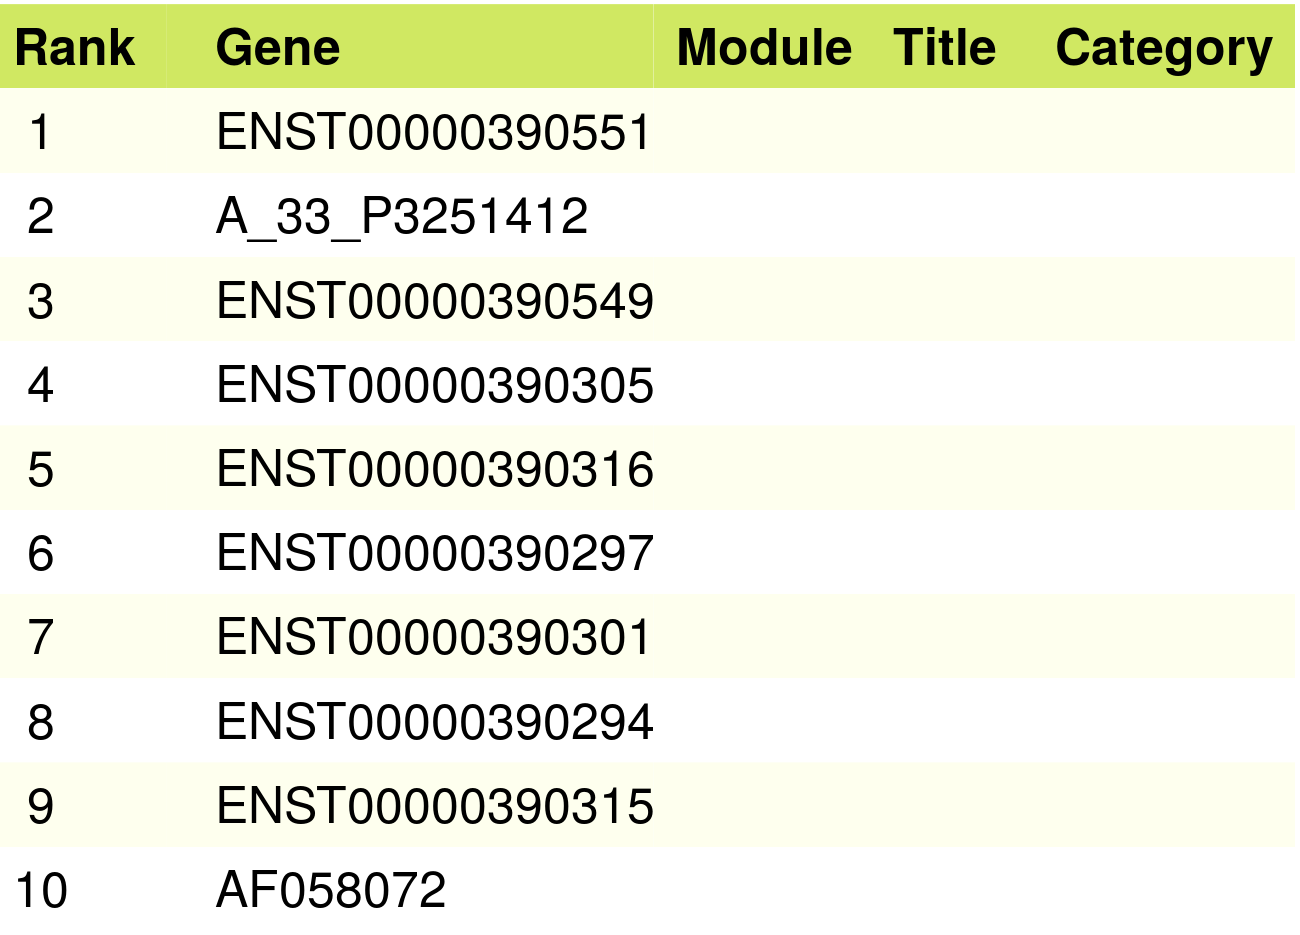 Rank Gene Module Title Category
1 ENST00000390551
2 A_33_P3251412
3 ENST00000390549
4 ENST00000390305
5 ENST00000390316
6 ENST00000390297
7 ENST00000390301
8 ENST00000390294
9 ENST00000390315
10 AF058072